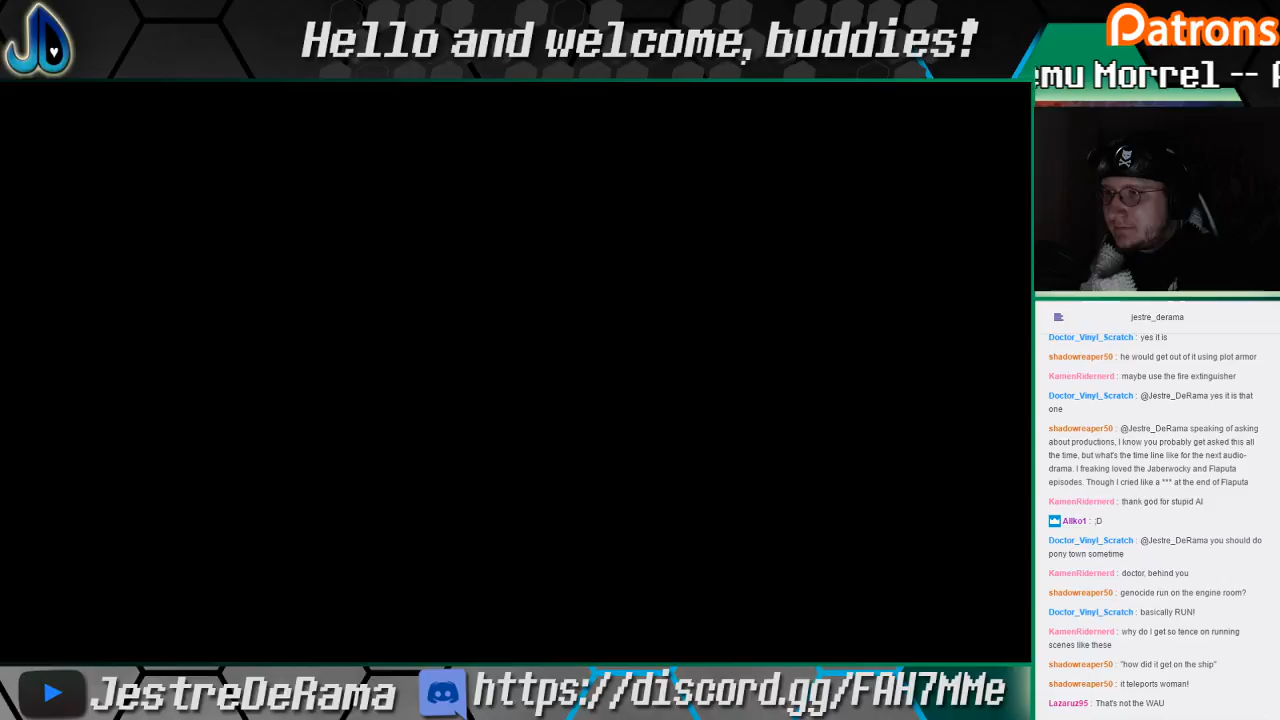 Hello and welcome, buddies!
Patrons
emu Morrel --
jestre_derama
Doctor_Vinyl_Scratch : yes it is
shadowreaper50 : he would get out of it using plot armor
KamenRidernerd : maybe use the fire extinguisher
Doctor_Vinyl_Scratch : @Jestre_DeRama yes it is that
one
shadowreaper50 : @Jestre_DeRama speaking of asking
about productions, I know you probably get asked this all
the time, but what's the time line like for the next audio-
drama. I freaking loved the Jaberwocky and Flaputa
episodes. Though I cried like a *** at the end of Flaputa
KamenRidernerd : thank god for stupid AI
Aliko1 : ;D
Doctor_Vinyl_Scratch : @Jestre_DeRama you should do
pony town sometime
KamenRidernerd : doctor, behind you
shadowreaper50 : genocide run on the engine room?
Doctor_Vinyl_Scratch : basically RUN!
KamenRidernerd : why do I get so tence on running
scenes like these
shadowreaper50 : "how did it get on the ship"
shadowreaper50 : it teleports woman!
Lazaruz95 : That's not the WAU
JestreDeRama
https://discord.gg/FAH7MMe